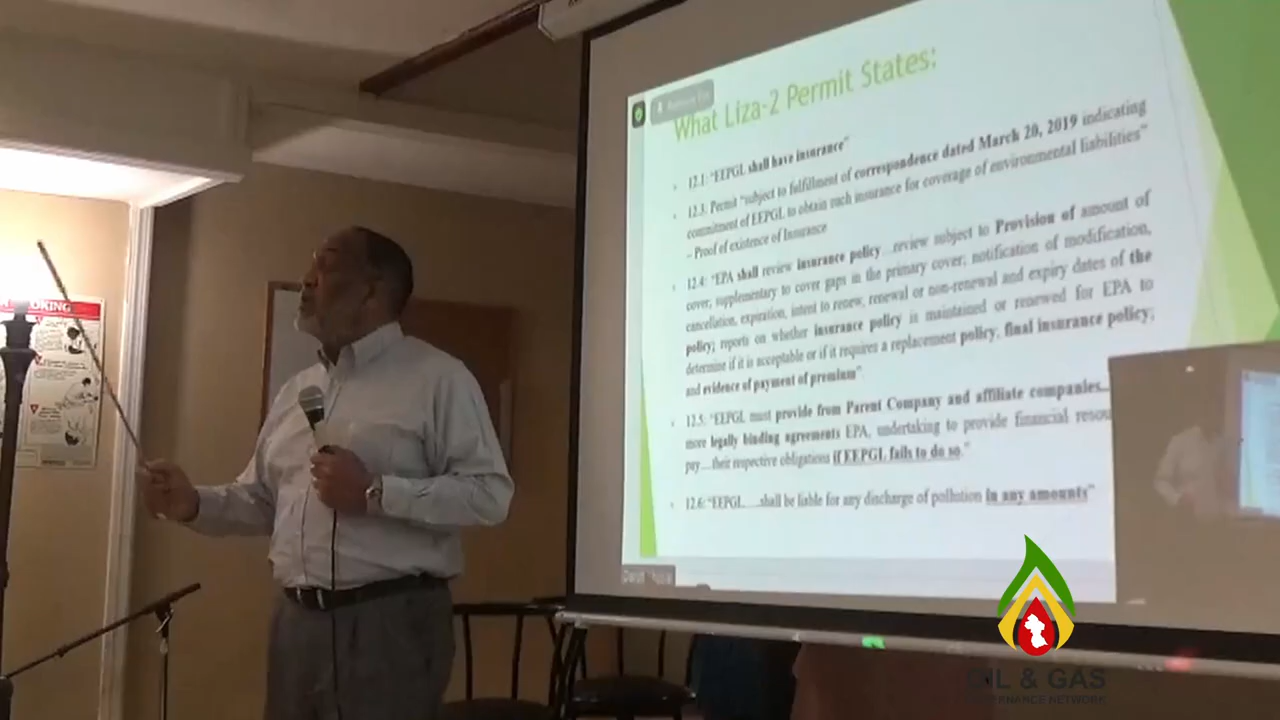 What Liza-2 Permit States:
12.1: "EEPGL shall have insurance"
12.3: Permit "subject to fulfillment of correspondence dated March 20, 2019 indicating
commitment of EEPGL to obtain such insurance for coverage of environmental liabilities"
– Proof of existence of Insurance
12.4: "EPA shall review insurance policy…review subject to Provision of amount of
cover; supplementary to cover gaps in the primary cover; notification of modification,
cancellation, expiration, intent to renew, renewal or non-renewal and expiry dates of the
policy; reports on whether insurance policy is maintained or renewed for EPA to
determine if it is acceptable or if it requires a replacement policy; final insurance policy;
and evidence of payment of premium"
12.5: "EEPGL must provide from Parent Company and affiliate companies...
more legally binding agreements EPA, undertaking to provide financial resou
pay…their respective obligations if EEPGL fails to do so."
12.6: "EEPGL….shall be liable for any discharge of pollution in any amounts"
OKING
OIL & GAS
GOVERNANCE NETWORK